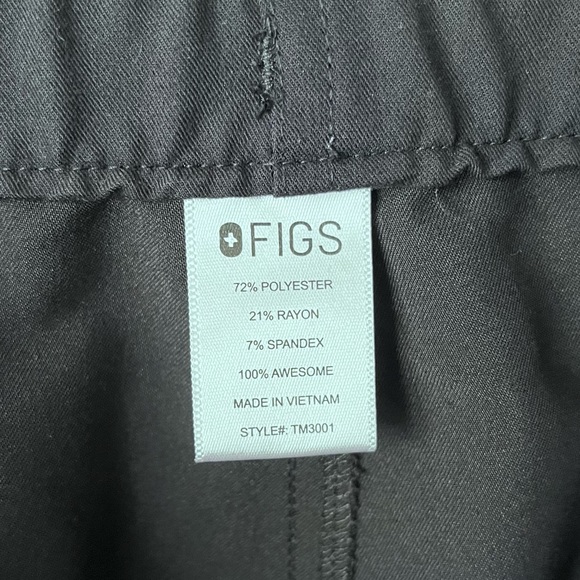 FIGS
72% POLYESTER
21% RAYON
7% SPANDEX
100% AWESOME
MADE IN VIETNAM
STYLE#: TM3001